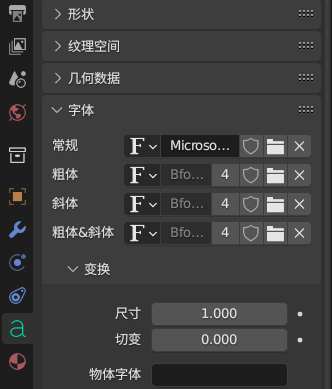 形状
纹理空间
几何数据
字体
常规 F Microso...
粗体 F Bfo... 4
斜体 F Bfo... 4
粗体&斜体 F Bfo... 4
变换
尺寸 1.000
切变 0.000
物体字体